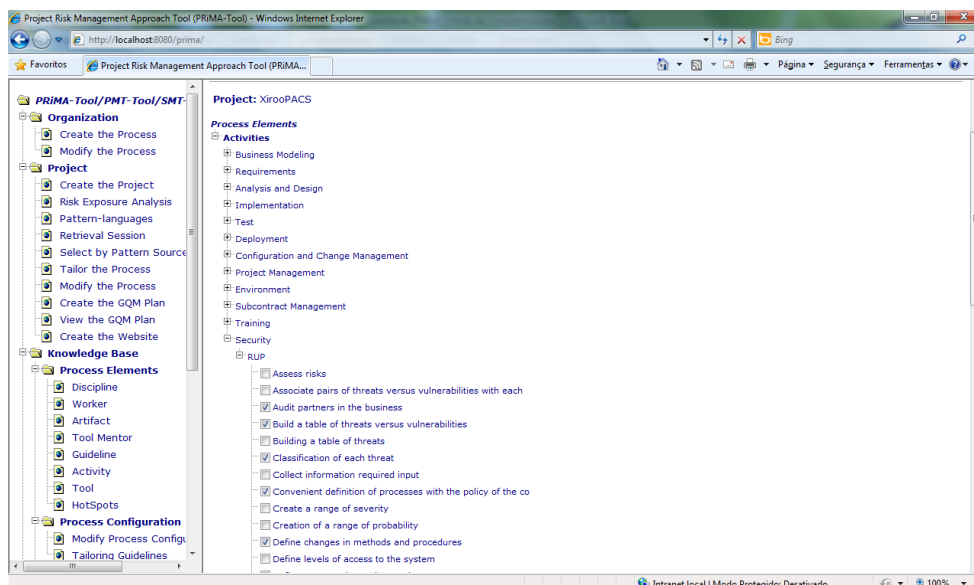 Project Risk Management Approach Tool (PRiMA-Tool) - Windows Internet Explorer
http://localhost:8080/prima/
Bing
Favoritos
Project Risk Management Approach Tool (PRiMA...
Página
Segurança
Ferramentas
PRiMA-Tool/PMT-Tool/SMT-
Organization
Create the Process
Modify the Process
Project
Create the Project
Risk Exposure Analysis
Pattern-languages
Retrieval Session
Select by Pattern Source
Tailor the Process
Modify the Process
Create the GQM Plan
View the GQM Plan
Create the Website
Knowledge Base
Process Elements
Discipline
Worker
Artifact
Tool Mentor
Guideline
Activity
Tool
HotSpots
Process Configuration
Modify Process Configu
Tailoring Guidelines
Project: XirooPACS
Process Elements
Activities
Business Modeling
Requirements
Analysis and Design
Implementation
Test
Deployment
Configuration and Change Management
Project Management
Environment
Subcontract Management
Training
Security
RUP
Assess risks
Associate pairs of threats versus vulnerabilities with each
Audit partners in the business
Build a table of threats versus vulnerabilities
Building a table of threats
Classification of each threat
Collect information required input
Convenient definition of processes with the policy of the co
Create a range of severity
Creation of a range of probability
Define changes in methods and procedures
Define levels of access to the system
Intranet local | Modo Protegido: Desativado
100%